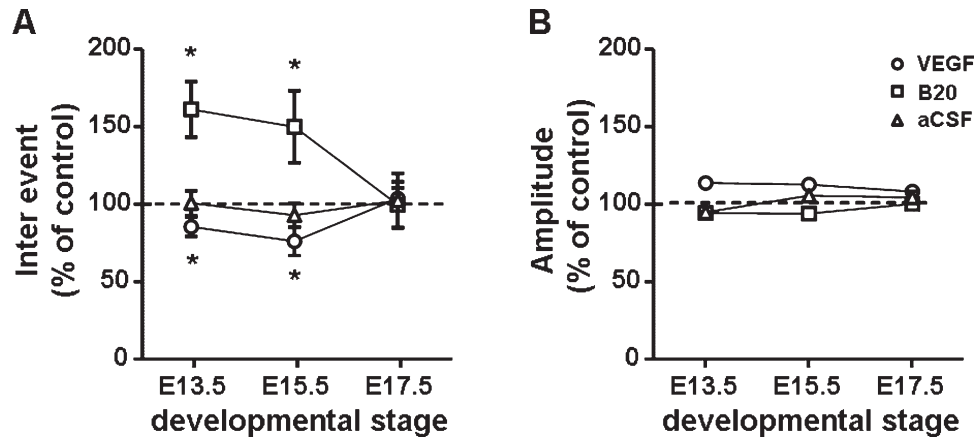 A
Inter event
(% of control)
200
150
100
50
0
*
*
*
*
E13.5 E15.5 E17.5
developmental stage
B
Amplitude
(% of control)
200
150
100
50
0
VEGF
B20
aCSF
E13.5 E15.5 E17.5
developmental stage